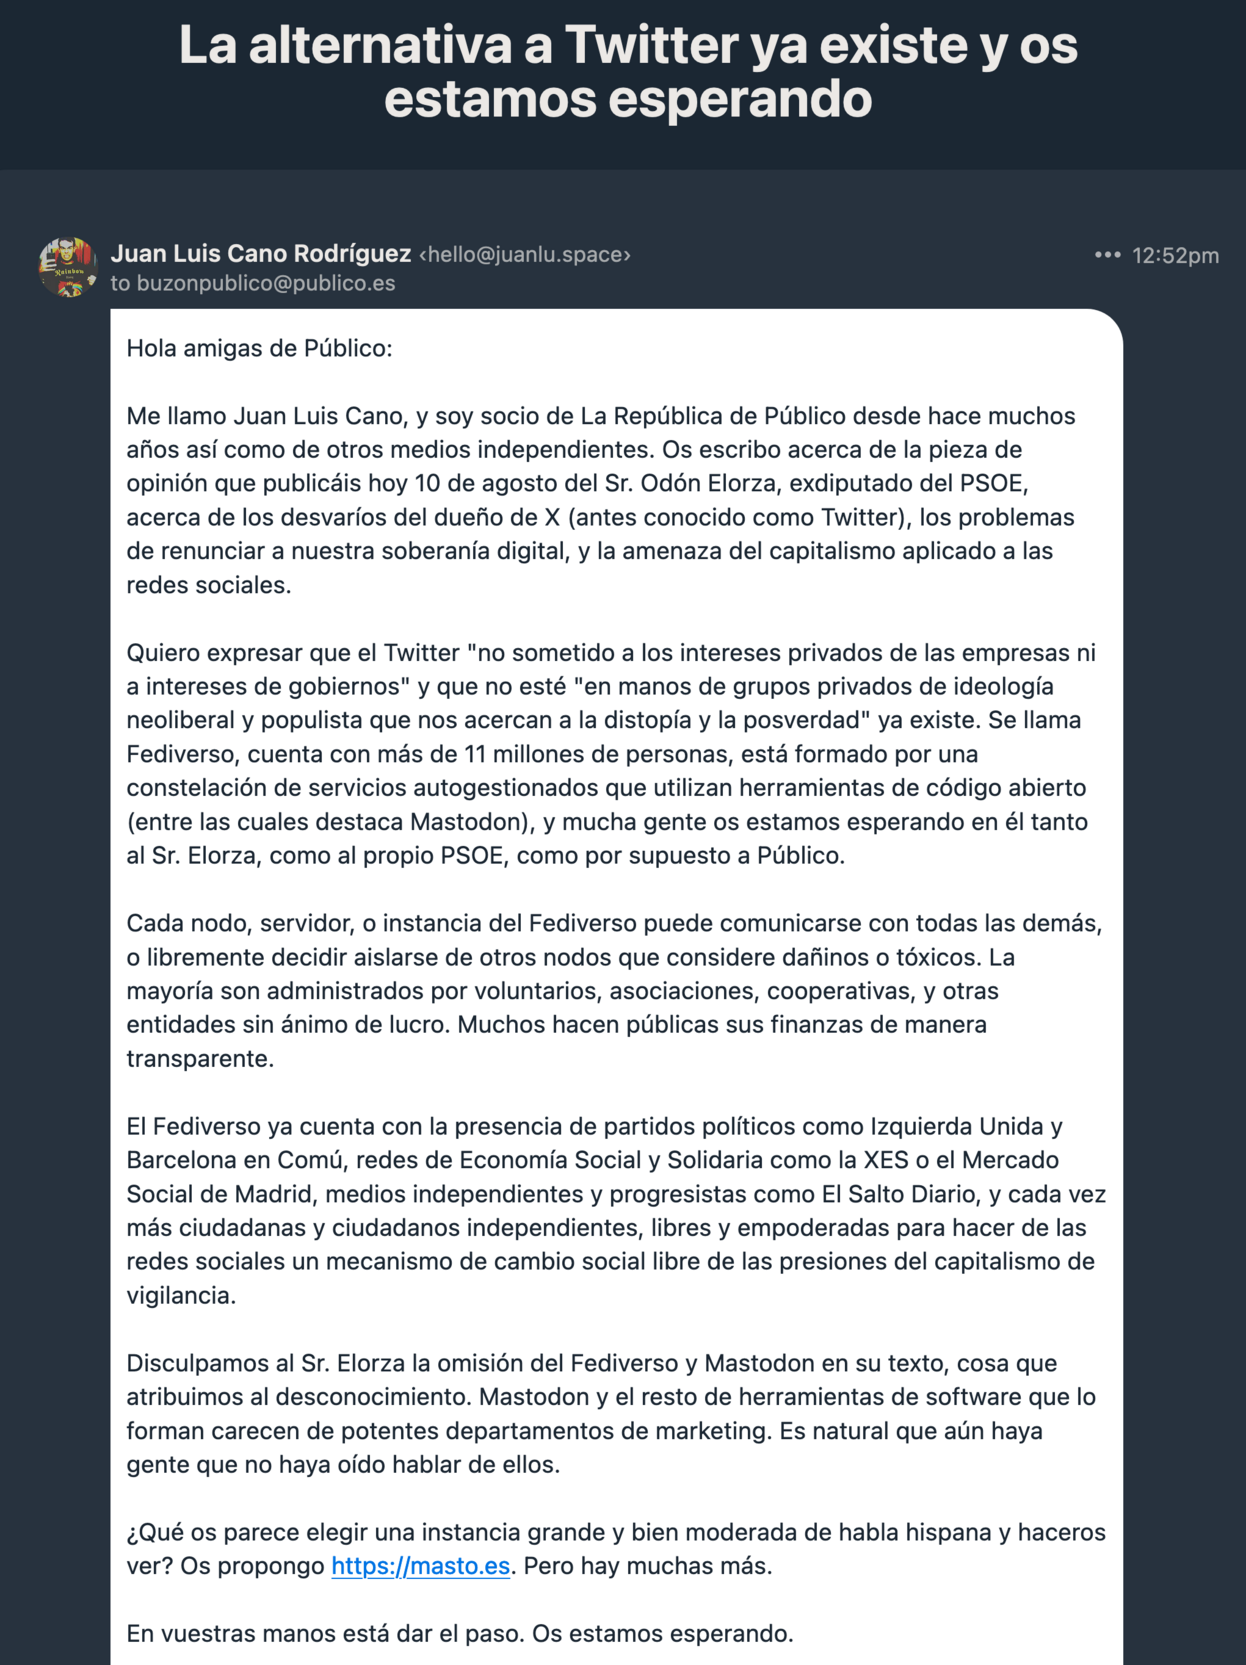 La alternativa a Twitter ya existe y os
estamos esperando
Juan Luis Cano Rodríguez <hello@juanlu.space>
••• 12:52pm
to buzonpublico@publico.es
Rainbow
Hola amigas de Público:
Me llamo Juan Luis Cano, y soy socio de La República de Público desde hace muchos
años así como de otros medios independientes. Os escribo acerca de la pieza de
opinión que publicáis hoy 10 de agosto del Sr. Odón Elorza, exdiputado del PSOE,
acerca de los desvaríos del dueño de X (antes conocido como Twitter), los problemas
de renunciar a nuestra soberanía digital, y la amenaza del capitalismo aplicado a las
redes sociales.
Quiero expresar que el Twitter "no sometido a los intereses privados de las empresas ni
a intereses de gobiernos" y que no esté "en manos de grupos privados de ideología
neoliberal y populista que nos acercan a la distopía y la posverdad" ya existe. Se llama
Fediverso, cuenta con más de 11 millones de personas, está formado por una
constelación de servicios autogestionados que utilizan herramientas de código abierto
(entre las cuales destaca Mastodon), y mucha gente os estamos esperando en él tanto
al Sr. Elorza, como al propio PSOE, como por supuesto a Público.
Cada nodo, servidor, o instancia del Fediverso puede comunicarse con todas las demás,
o libremente decidir aislarse de otros nodos que considere dañinos o tóxicos. La
mayoría son administrados por voluntarios, asociaciones, cooperativas, y otras
entidades sin ánimo de lucro. Muchos hacen públicas sus finanzas de manera
transparente.
El Fediverso ya cuenta con la presencia de partidos políticos como Izquierda Unida y
Barcelona en Comú, redes de Economía Social y Solidaria como la XES o el Mercado
Social de Madrid, medios independientes y progresistas como El Salto Diario, y cada vez
más ciudadanas y ciudadanos independientes, libres y empoderadas para hacer de las
redes sociales un mecanismo de cambio social libre de las presiones del capitalismo de
vigilancia.
Disculpamos al Sr. Elorza la omisión del Fediverso y Mastodon en su texto, cosa que
atribuimos al desconocimiento. Mastodon y el resto de herramientas de software que lo
forman carecen de potentes departamentos de marketing. Es natural que aún haya
gente que no haya oído hablar de ellos.
¿Qué os parece elegir una instancia grande y bien moderada de habla hispana y haceros
ver? Os propongo https://masto.es. Pero hay muchas más.
En vuestras manos está dar el paso. Os estamos esperando.